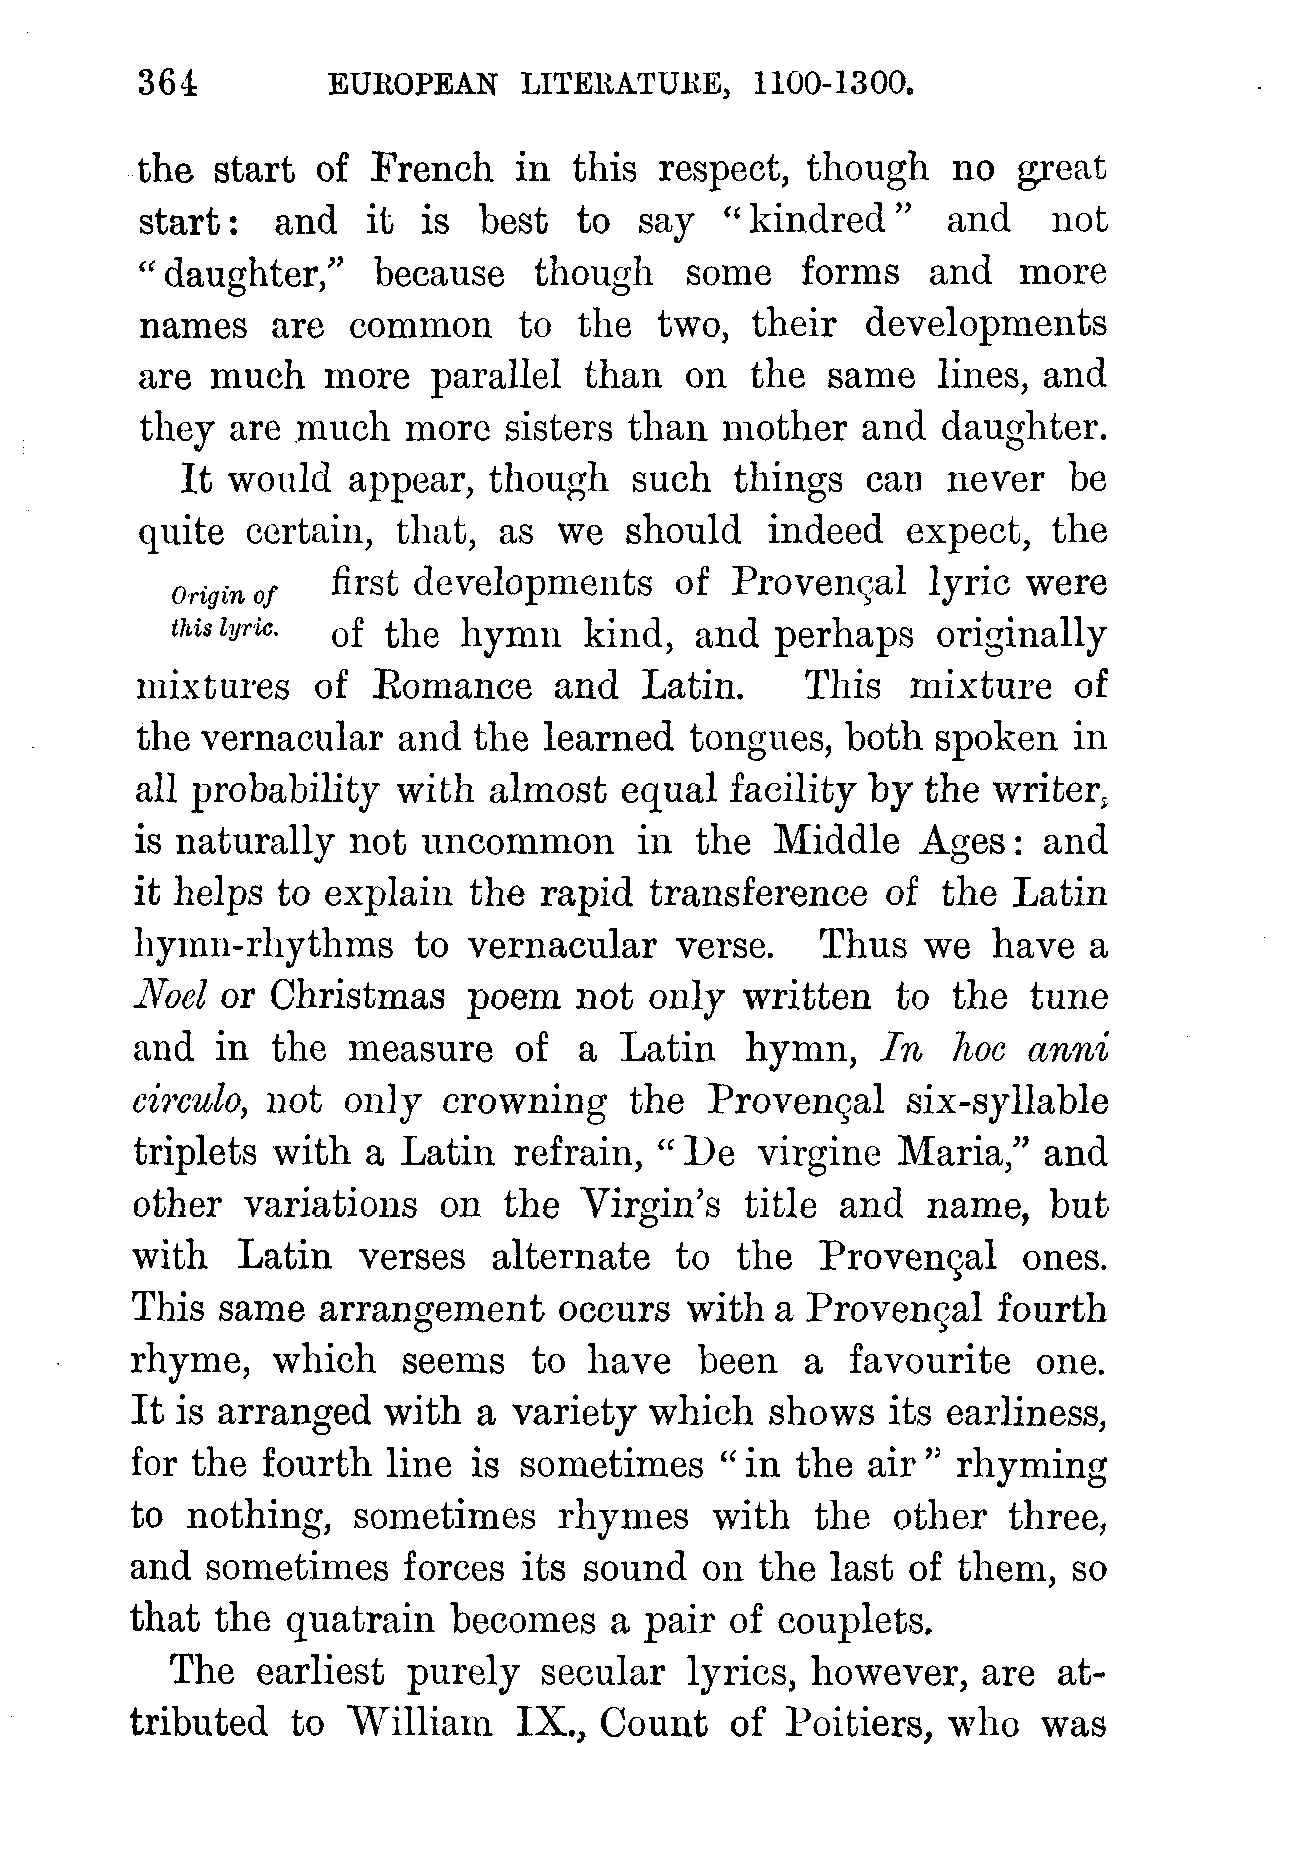 364 EUROPEAN LITERATURE, 1100-1300.
the start of French in this respect, though no great
start: and it is best to say "kindred" and not
"daughter," because though some forms and more
names are common to the two, their developments
are much more parallel than on the same lines, and
they are much more sisters than mother and daughter.
It would appear, though such things can never be
quite certain, that, as we should indeed expect, the
Origin of
this lyric.
first developments of Provençal lyric were
of the hymn kind, and perhaps originally
mixtures of Romance and Latin. This mixture of
the vernacular and the learned tongues, both spoken in
all probability with almost equal facility by the writer,
is naturally not uncommon in the Middle Ages: and
it helps to explain the rapid transference of the Latin
hymn-rhythms to vernacular verse. Thus we have a
Noel or Christmas poem not only written to the tune
and in the measure of a Latin hymn, In hoc anni
circulo, not only crowning the Provençal six-syllable
triplets with a Latin refrain, "De virgine Maria," and
other variations on the Virgin's title and name, but
with Latin verses alternate to the Provençal ones.
This same arrangement occurs with a Provençal fourth
rhyme, which seems to have been a favourite one.
It is arranged with a variety which shows its earliness,
for the fourth line is sometimes "in the air" rhyming
to nothing, sometimes rhymes with the other three,
and sometimes forces its sound on the last of them, so
that the quatrain becomes a pair of couplets.
The earliest purely secular lyrics, however, are at-
tributed to William IX., Count of Poitiers, who was